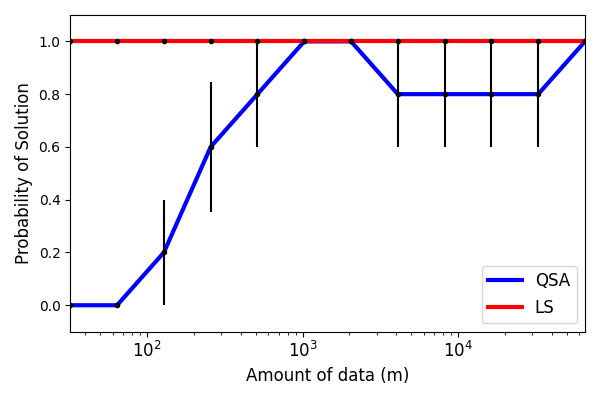 Probability of Solution
1.0
0.8
0.6
0.4
0.2
0.0
QSA
LS
10²
10³
10⁴
Amount of data (m)